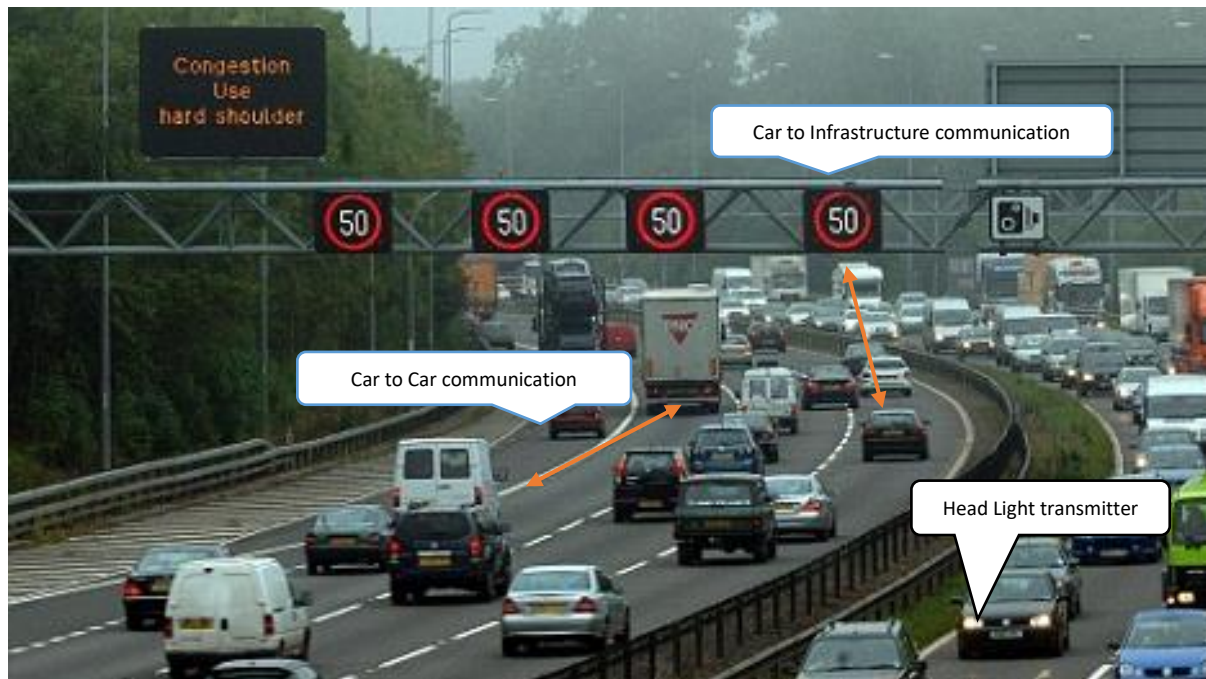 Congestion
Use
hard shoulder
Car to Infrastructure communication
50 50 50 50
Car to Car communication
Head Light transmitter